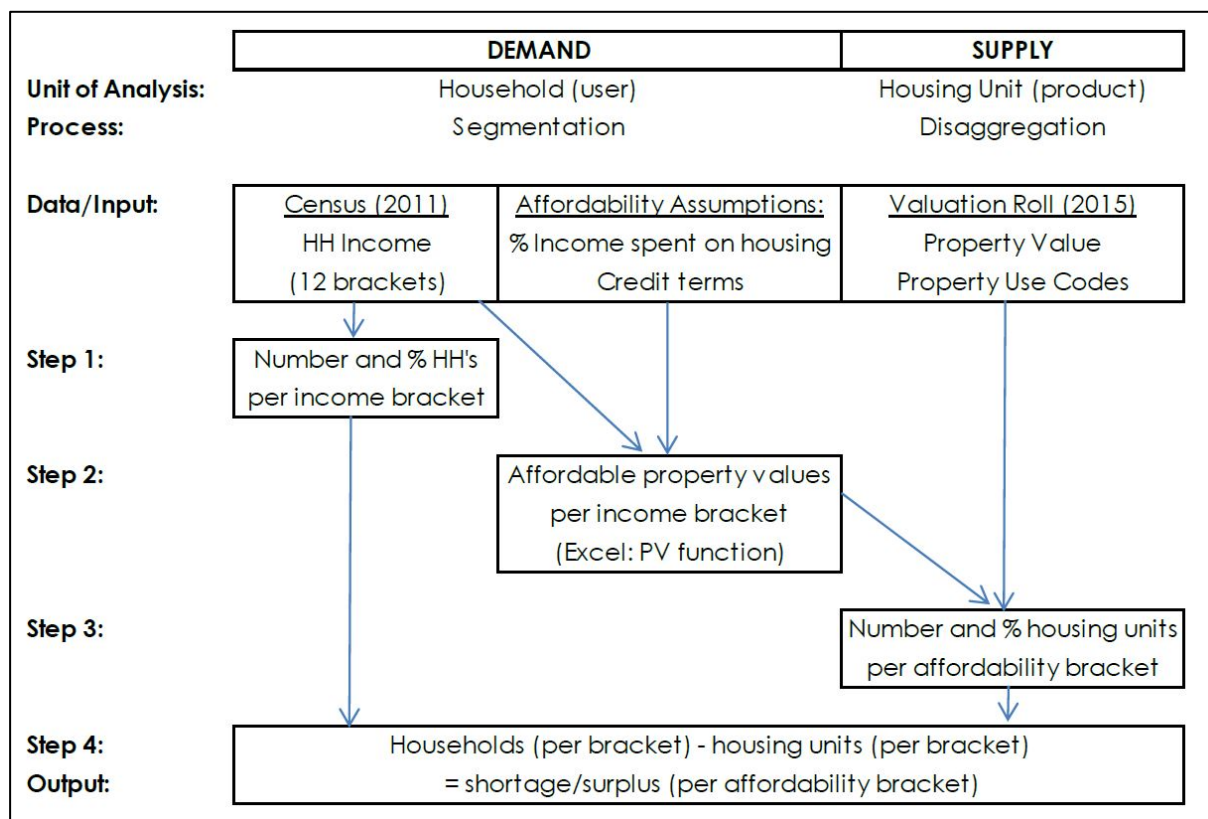 DEMAND SUPPLY
Unit of Analysis: Household (user) Housing Unit (product)
Process: Segmentation Disaggregation
Data/Input: Census (2011) Affordability Assumptions: Valuation Roll (2015)
HH Income % Income spent on housing Property Value
(12 brackets) Credit terms Property Use Codes
Step 1: Number and % HH's
per income bracket
Step 2: Affordable property values
per income bracket
(Excel: PV function)
Step 3: Number and % housing units
per affordability bracket
Step 4: Households (per bracket) - housing units (per bracket)
Output: = shortage/surplus (per affordability bracket)